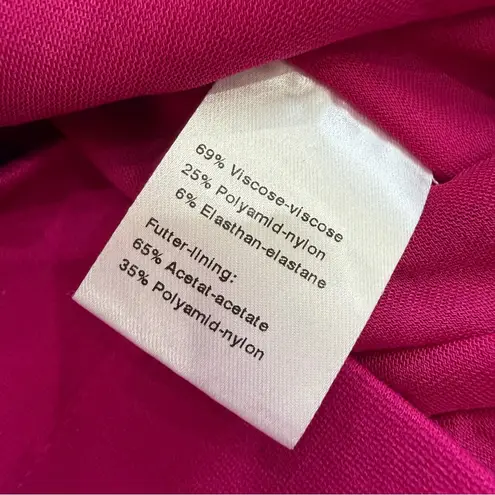 69% Viscose-viscose
25% Polyamid-nylon
6% Elasthan-elastane
Futter-lining:
65% Acetat-acetate
35% Polyamid-nylon